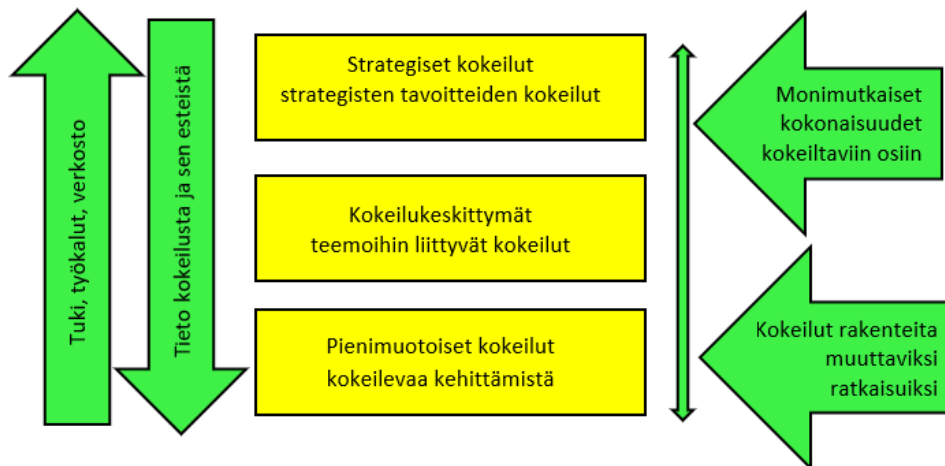 Tuki, työkalut, verkosto
Tieto kokeilusta ja sen esteistä
Strategiset kokeilut
strategisten tavoitteiden kokeilut
Kokeilukeskittymät
teemoihin liittyvät kokeilut
Pienimuotoiset kokeilut
kokeilevaa kehittämistä
Monimutkaiset
kokonaisuudet
kokeiltaviin osiin
Kokeilut rakenteita
muuttaviksi
ratkaisuiksi